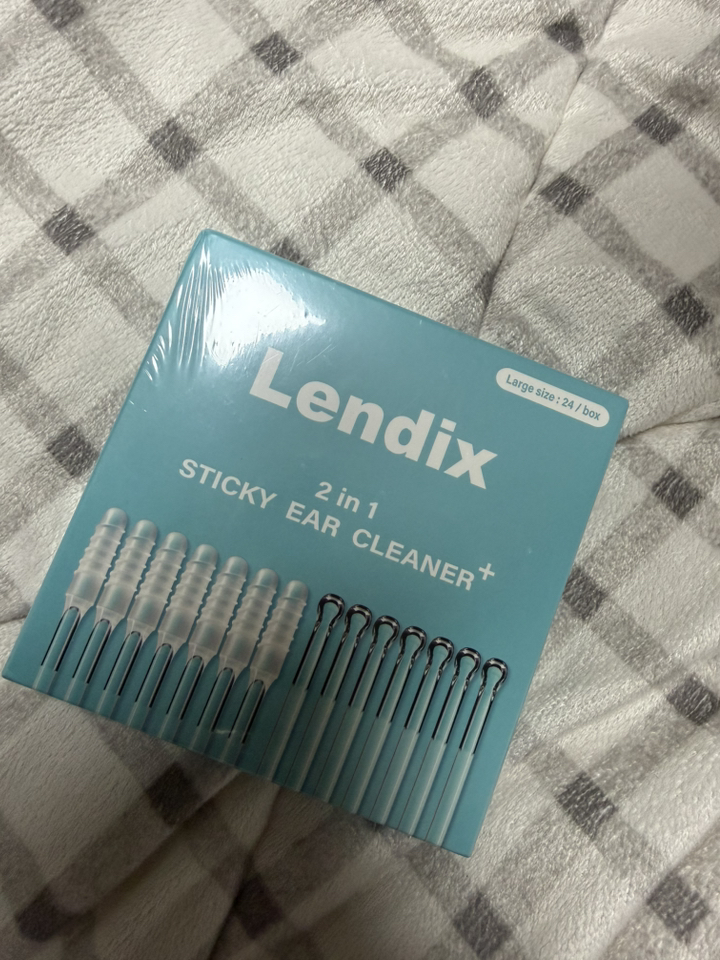 Large size : 24 / box
Lendix
2 in 1
STICKY EAR CLEANER+